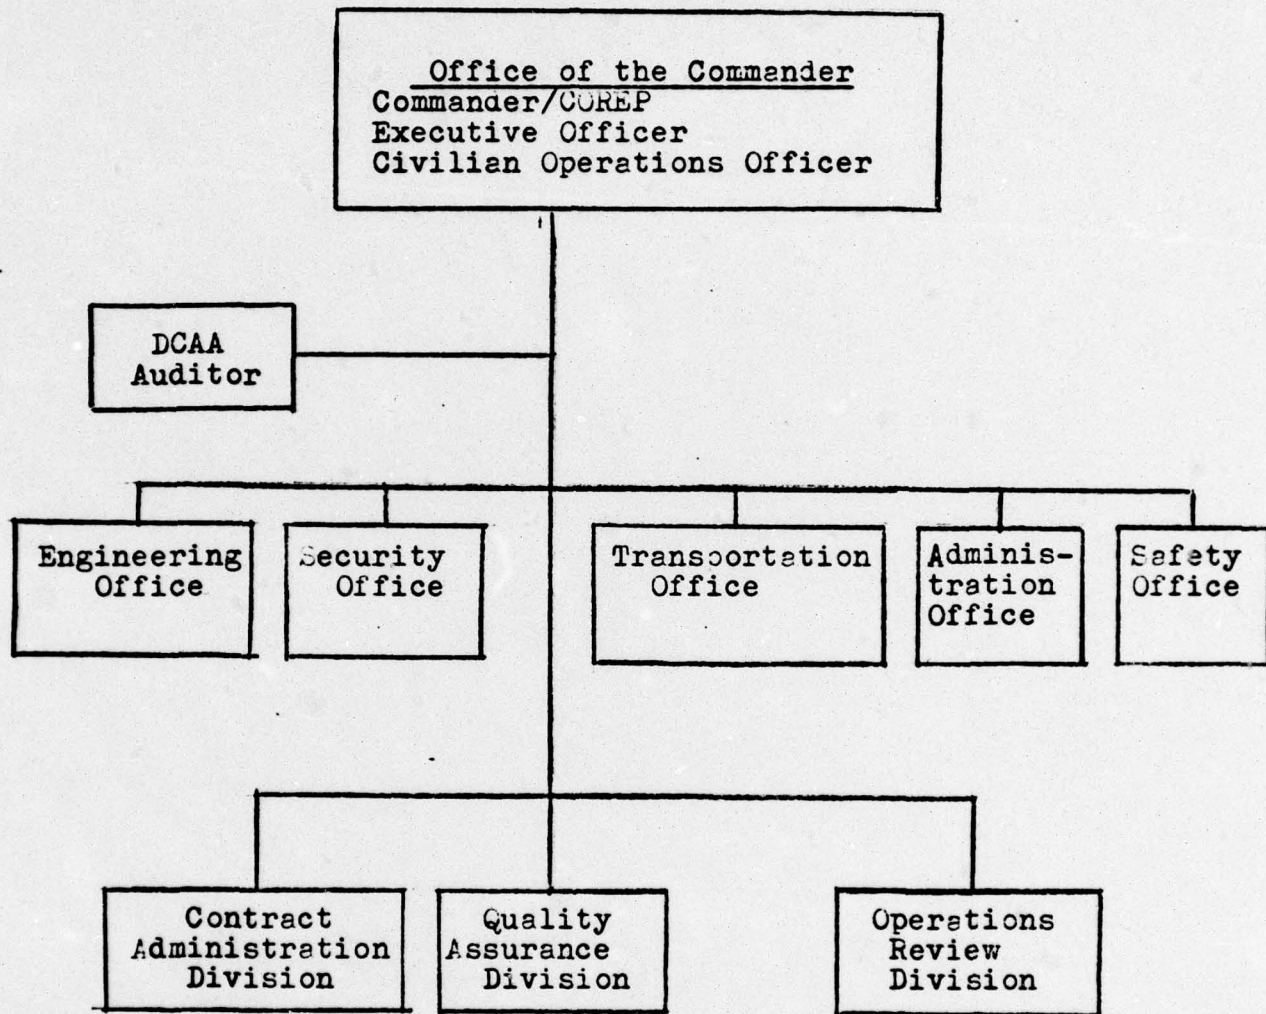 Office of the Commander
Commander/COREP
Executive Officer
Civilian Operations Officer
DCAA
Auditor
Engineering
Office
Security
Office
Transportation
Office
Adminis-
tration
Office
Safety
Office
Contract
Administration
Division
Quality
Assurance
Division
Operations
Review
Division